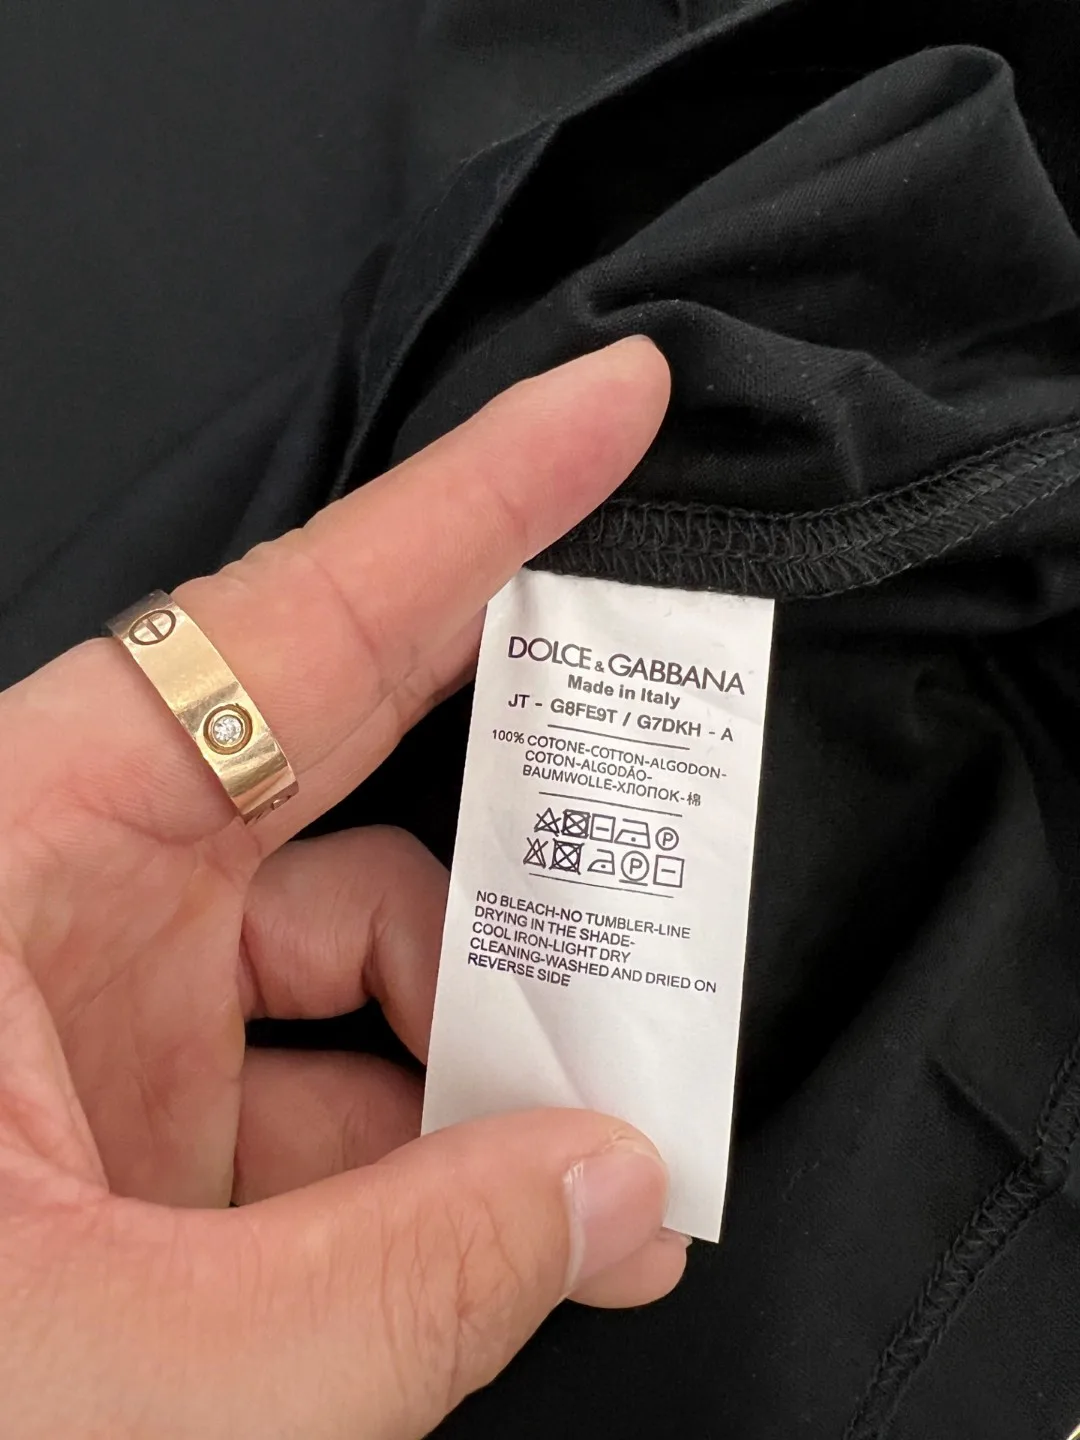 DOLCE & GABBANA
Made in Italy
JT - G8FE9T / G7DKH - A
100% COTONE-COTTON-ALGODON-
COTON-ALGODÃO-
BAUMWOLLE-ХЛОПОК-棉
P
P
NO BLEACH-NO TUMBLER-LINE
DRYING IN THE SHADE-
COOL IRON-LIGHT DRY
CLEANING-WASHED AND DRIED ON
REVERSE SIDE